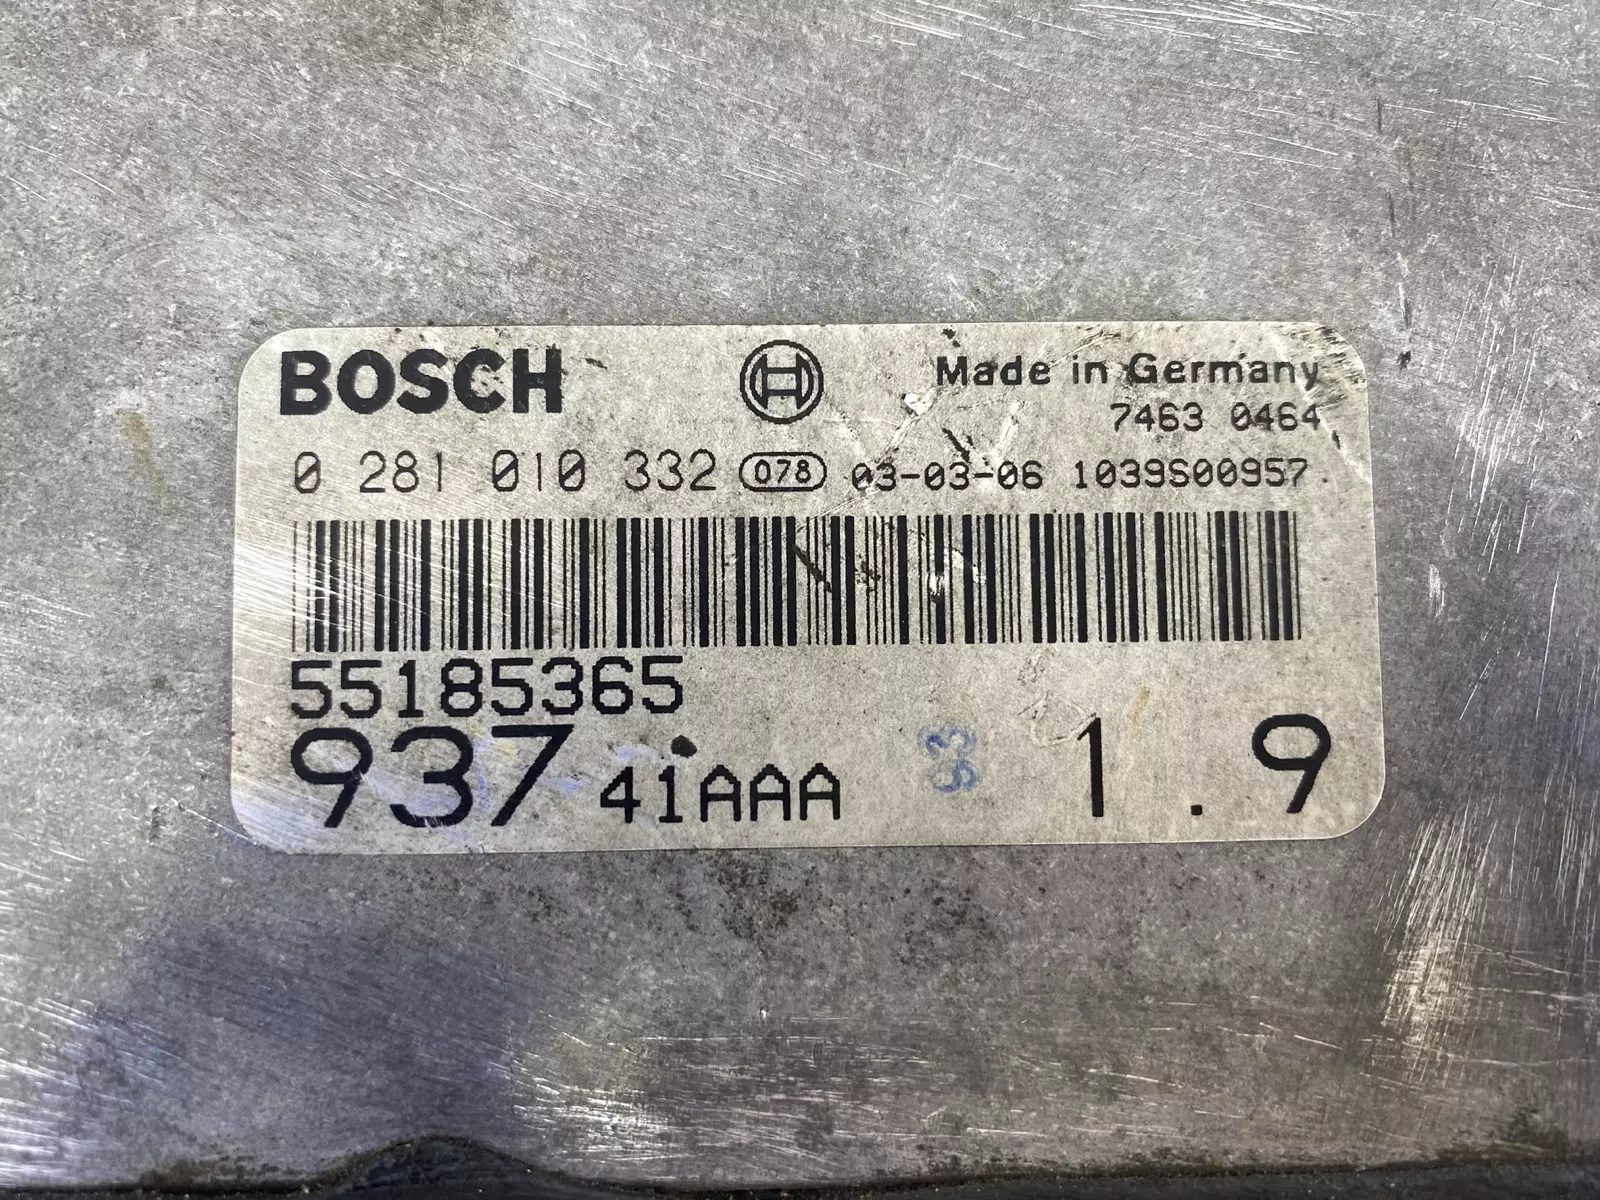 BOSCH Made in Germany
7463 0464
0 281 010 332 078 03-03-06 1039S00957
55185365
937 41AAA 53 1.9